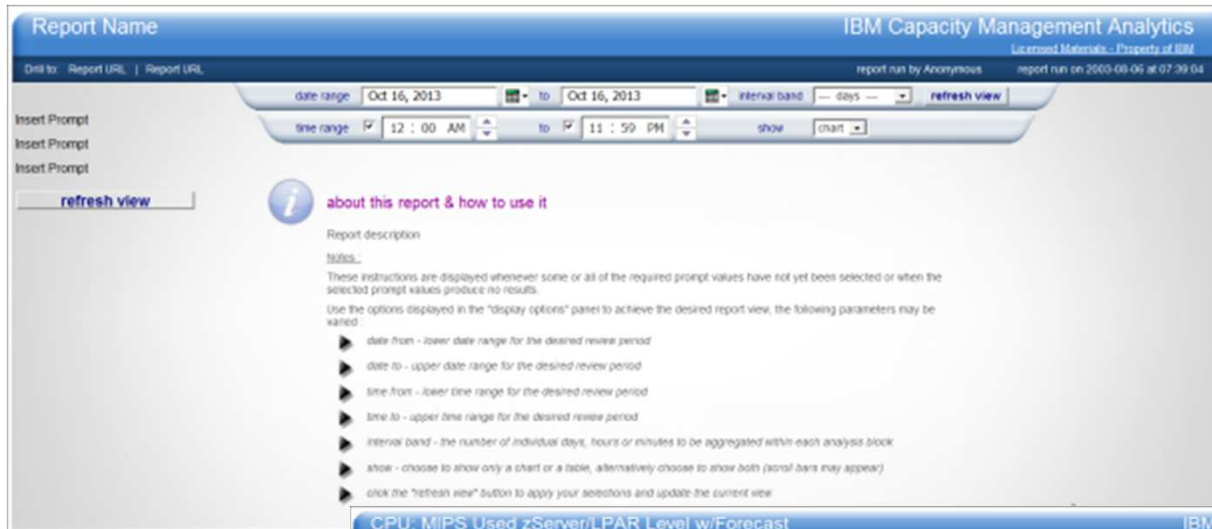 Report Name
IBM Capacity Management Analytics
Licensed Materials - Property of IBM
Drill to: Report URL | Report URL
report run by Anonymous report run on 2003-08-06 at 07:39:04
date range Oct 16, 2013 to Oct 16, 2013 interval band --- days --- refresh view
time range 12 : 00 AM to 11 : 59 PM show chart
Insert Prompt
Insert Prompt
Insert Prompt
refresh view
i
about this report & how to use it
Report description
Notes :
These instructions are displayed whenever some or all of the required prompt values have not yet been selected or when the
selected prompt values produce no results.
Use the options displayed in the "display options" panel to achieve the desired report view, the following parameters may be
varied :
date from - lower date range for the desired review period
date to - upper date range for the desired review period
time from - lower time range for the desired review period
time to - upper time range for the desired review period
interval band - the number of individual days, hours or minutes to be aggregated within each analysis block
show - choose to show only a chart or a table, alternatively choose to show both (scroll bars may appear)
click the "refresh view" button to apply your selections and update the current view
CPU: MIPS Used zServer/LPAR Level w/Forecast
IBM